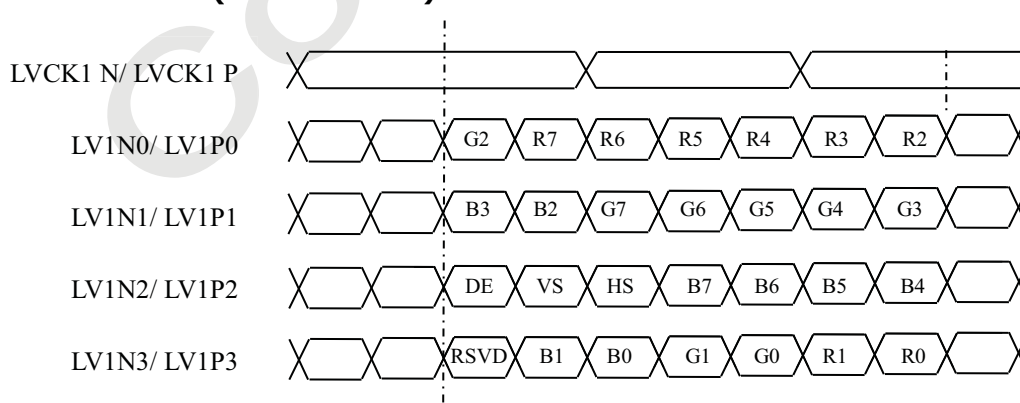 LVCK1 N/ LVCK1 P
LV1N0/ LV1P0 G2 R7 R6 R5 R4 R3 R2
LV1N1/ LV1P1 B3 B2 G7 G6 G5 G4 G3
LV1N2/ LV1P2 DE VS HS B7 B6 B5 B4
LV1N3/ LV1P3 RSVD B1 B0 G1 G0 R1 R0